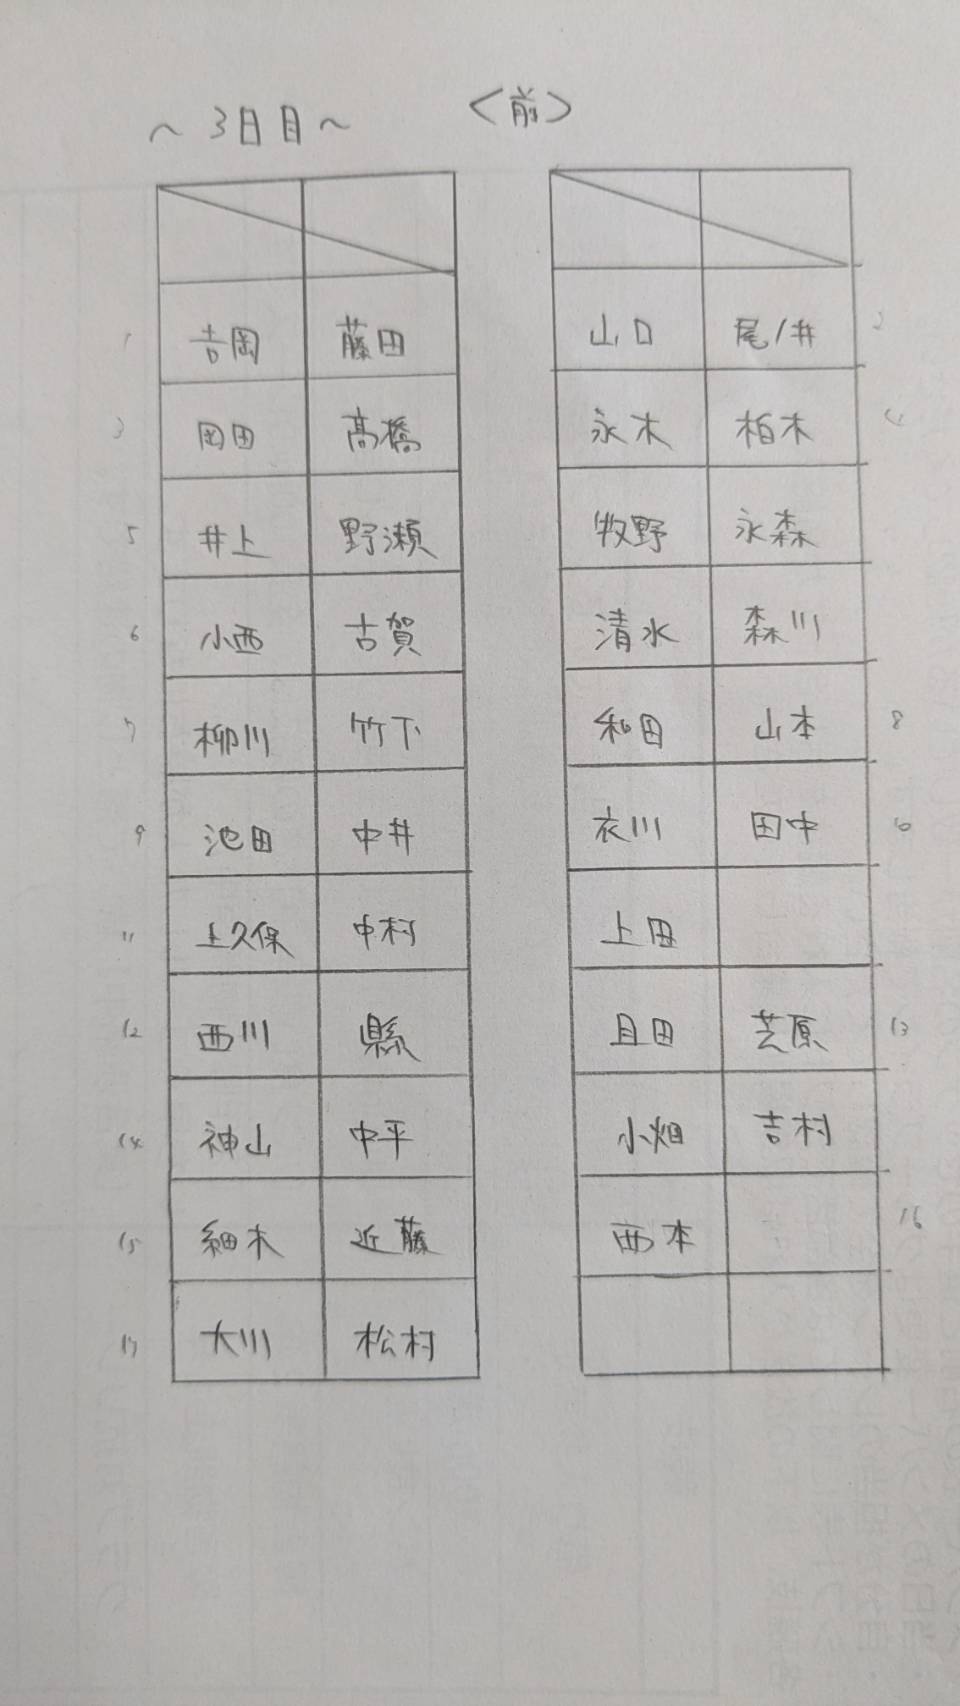 ～3日目～ <前>
1 吉岡 藤田 山口 尾ノ井 2
3 岡田 高橋 永木 柏木 4
5 井上 野瀬 牧野 永森
6 小西 古賀 清水 森川
7 柳川 竹下 和田 山本 8
9 池田 中井 衣川 田中 10
11 上久保 中村 上田
12 西川 縣 且田 芝原 13
14 神山 中平 小畑 吉村
15 細木 近藤 西本 16
17 大川 松村